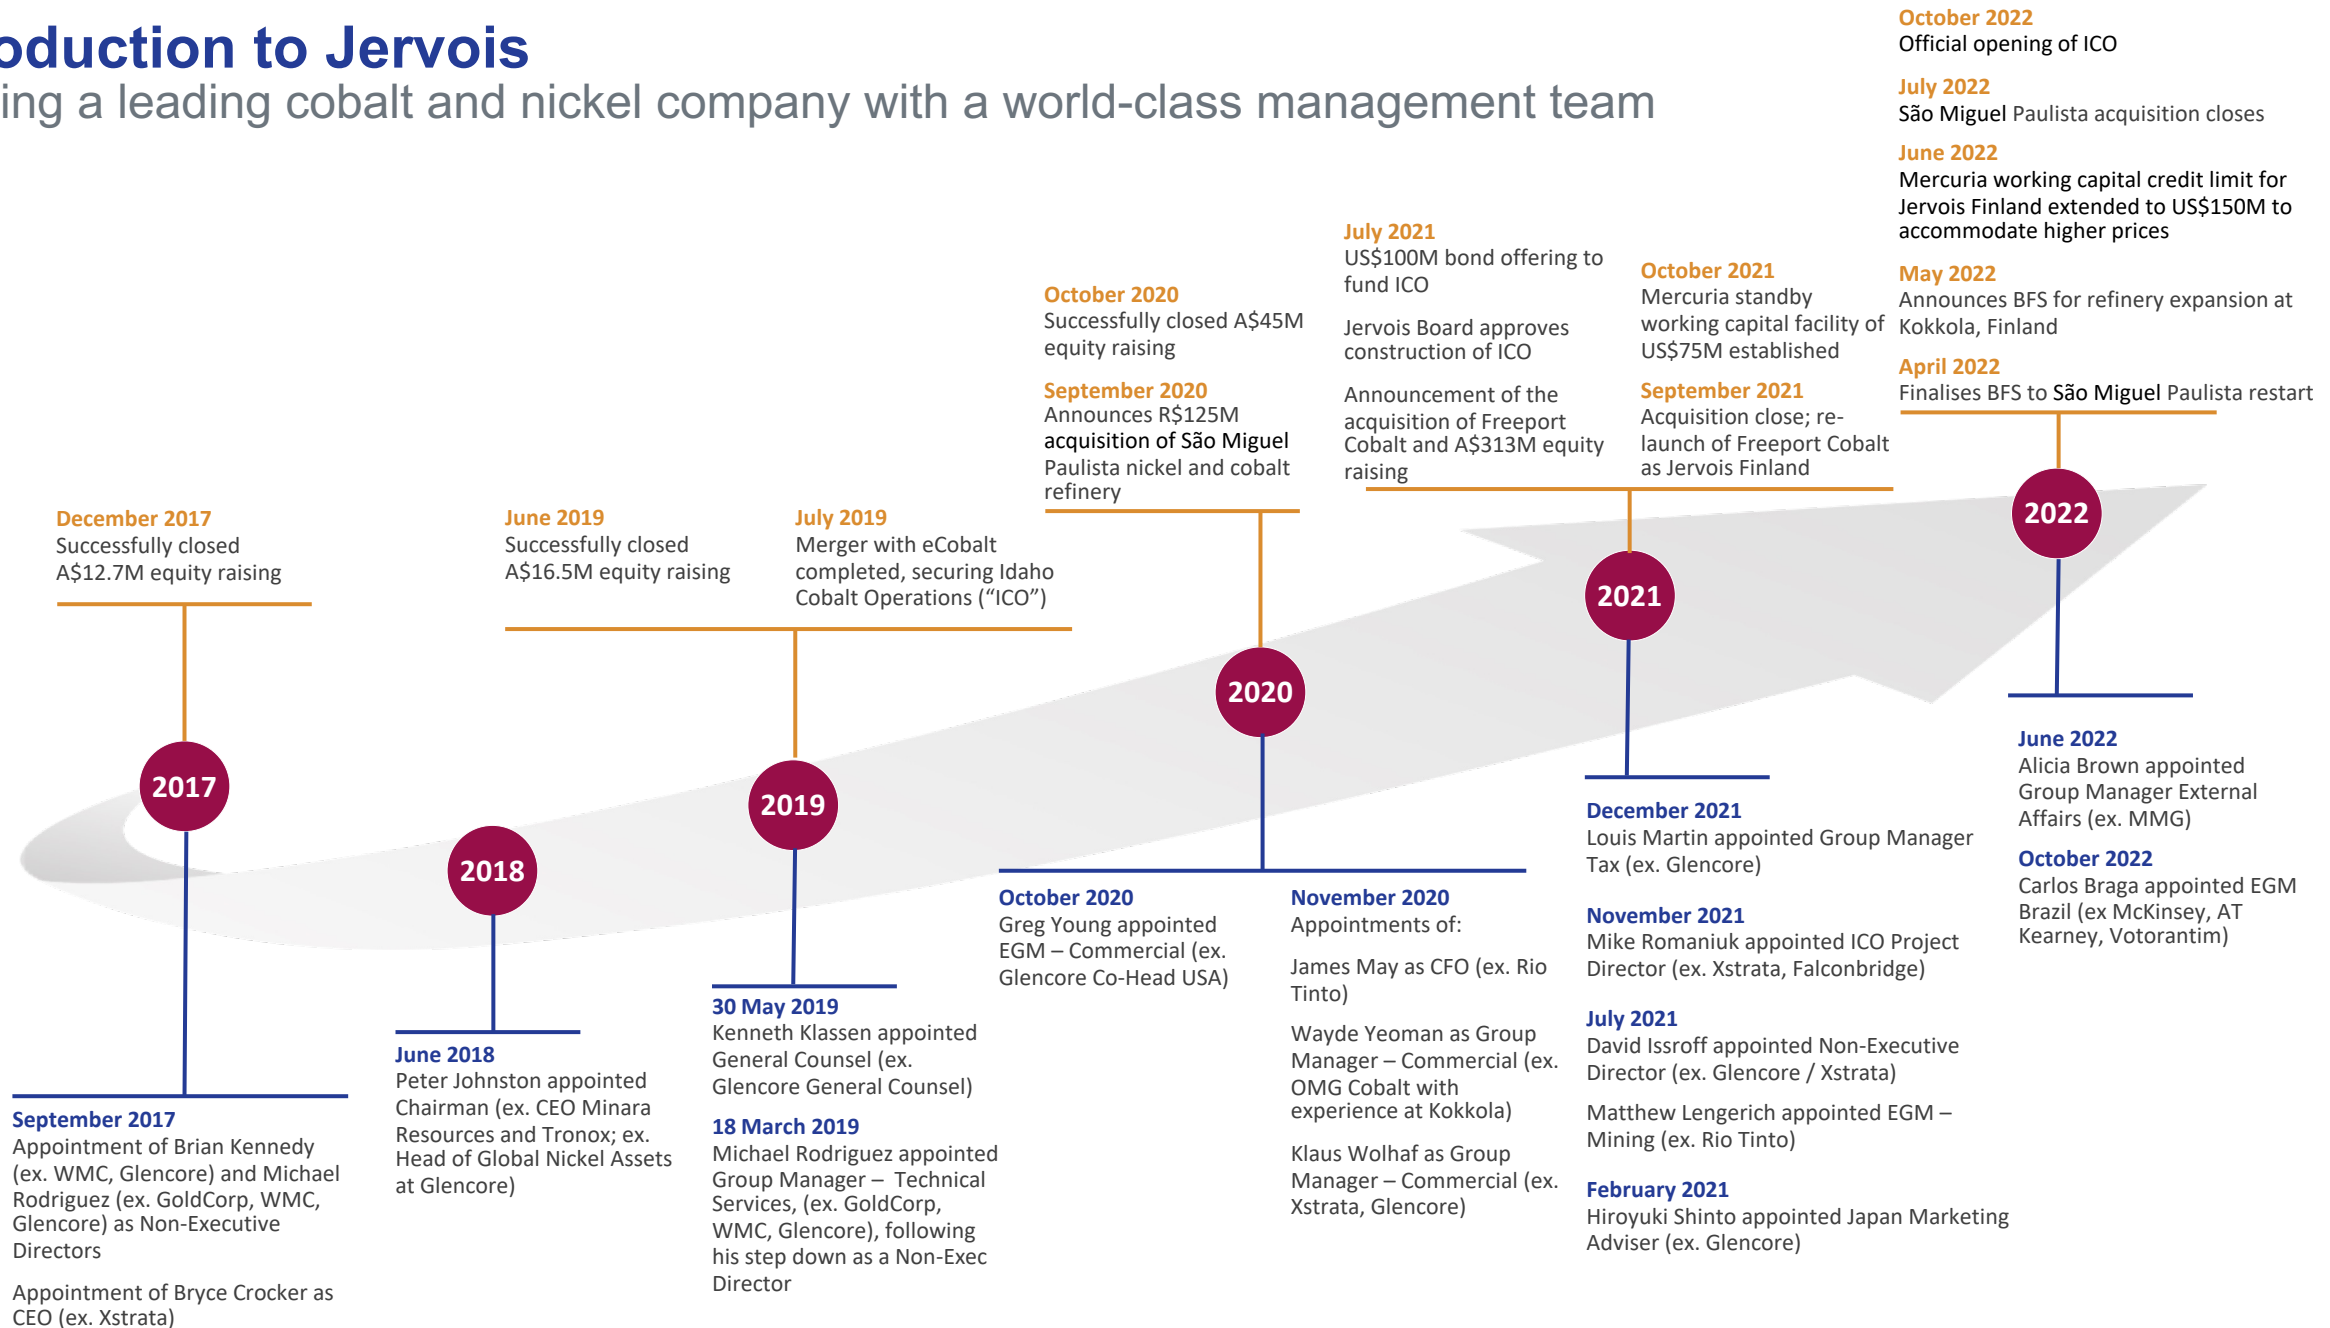 oduction to Jervois
ing a leading cobalt and nickel company with a world-class management team
December 2017
Successfully closed
A$12.7M equity raising
June 2019
Successfully closed
A$16.5M equity raising
July 2019
Merger with eCobalt
completed, securing Idaho
Cobalt Operations (“ICO”)
October 2020
Successfully closed A$45M
equity raising
September 2020
Announces R$125M
acquisition of São Miguel
Paulista nickel and cobalt
refinery
July 2021
US$100M bond offering to
fund ICO
Jervois Board approves
construction of ICO
Announcement of the
acquisition of Freeport
Cobalt and A$313M equity
raising
October 2021
Mercuria standby
working capital facility of
US$75M established
September 2021
Acquisition close; re-
launch of Freeport Cobalt
as Jervois Finland
October 2022
Official opening of ICO
July 2022
São Miguel Paulista acquisition closes
June 2022
Mercuria working capital credit limit for
Jervois Finland extended to US$150M to
accommodate higher prices
May 2022
Announces BFS for refinery expansion at
Kokkola, Finland
April 2022
Finalises BFS to São Miguel Paulista restart
2017
2018
2019
2020
2021
2022
September 2017
Appointment of Brian Kennedy
(ex. WMC, Glencore) and Michael
Rodriguez (ex. GoldCorp, WMC,
Glencore) as Non-Executive
Directors
Appointment of Bryce Crocker as
CEO (ex. Xstrata)
June 2018
Peter Johnston appointed
Chairman (ex. CEO Minara
Resources and Tronox; ex.
Head of Global Nickel Assets
at Glencore)
30 May 2019
Kenneth Klassen appointed
General Counsel (ex.
Glencore General Counsel)
18 March 2019
Michael Rodriguez appointed
Group Manager – Technical
Services, (ex. GoldCorp,
WMC, Glencore), following
his step down as a Non-Exec
Director
October 2020
Greg Young appointed
EGM – Commercial (ex.
Glencore Co-Head USA)
November 2020
Appointments of:
James May as CFO (ex. Rio
Tinto)
Wayde Yeoman as Group
Manager – Commercial (ex.
OMG Cobalt with
experience at Kokkola)
Klaus Wolhaf as Group
Manager – Commercial (ex.
Xstrata, Glencore)
December 2021
Louis Martin appointed Group Manager
Tax (ex. Glencore)
November 2021
Mike Romaniuk appointed ICO Project
Director (ex. Xstrata, Falconbridge)
July 2021
David Issroff appointed Non-Executive
Director (ex. Glencore / Xstrata)
Matthew Lengerich appointed EGM –
Mining (ex. Rio Tinto)
February 2021
Hiroyuki Shinto appointed Japan Marketing
Adviser (ex. Glencore)
June 2022
Alicia Brown appointed
Group Manager External
Affairs (ex. MMG)
October 2022
Carlos Braga appointed EGM
Brazil (ex McKinsey, AT
Kearney, Votorantim)